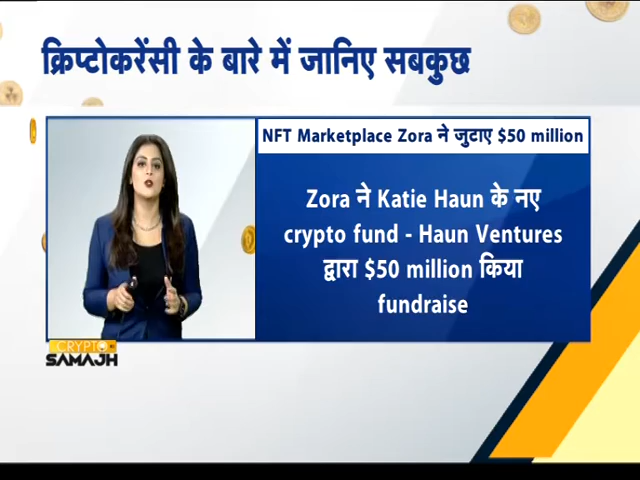 क्रिप्टोकरेंसी के बारे में जानिए सबकुछ
NFT Marketplace Zora ने जुटाए $50 million
Zora ने Katie Haun के नए
crypto fund - Haun Ventures
द्वारा $50 million किया
fundraise
CRYPTO
SAMAJH